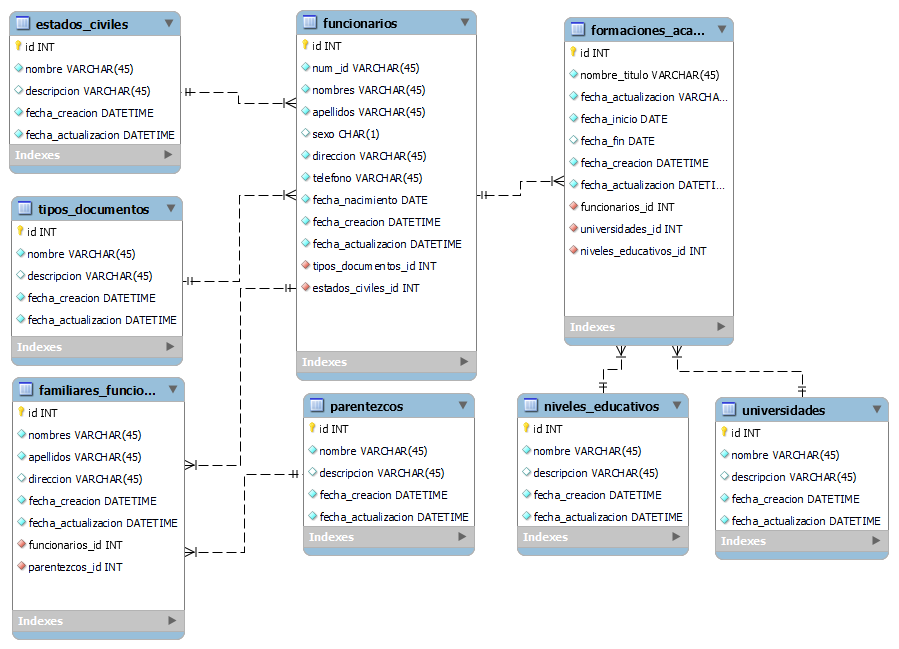 estados_civiles
id INT
nombre VARCHAR(45)
descripcion VARCHAR(45)
fecha_creacion DATETIME
fecha_actualizacion DATETIME
Indexes
tipos_documentos
id INT
nombre VARCHAR(45)
descripcion VARCHAR(45)
fecha_creacion DATETIME
fecha_actualizacion DATETIME
Indexes
familiares_funcio...
id INT
nombres VARCHAR(45)
apellidos VARCHAR(45)
direccion VARCHAR(45)
fecha_creacion DATETIME
fecha_actualizacion DATETIME
funcionarios_id INT
parentezcos_id INT
Indexes
funcionarios
id INT
num_id VARCHAR(45)
nombres VARCHAR(45)
apellidos VARCHAR(45)
sexo CHAR(1)
direccion VARCHAR(45)
telefono VARCHAR(45)
fecha_nacimiento DATE
fecha_creacion DATETIME
fecha_actualizacion DATETIME
tipos_documentos_id INT
estados_civiles_id INT
Indexes
parentezcos
id INT
nombre VARCHAR(45)
descripcion VARCHAR(45)
fecha_creacion DATETIME
fecha_actualizacion DATETIME
Indexes
formaciones_aca...
id INT
nombre_titulo VARCHAR(45)
fecha_actualizacion VARCHA...
fecha_inicio DATE
fecha_fin DATE
fecha_creacion DATETIME
fecha_actualizacion DATETI...
funcionarios_id INT
universidades_id INT
niveles_educativos_id INT
Indexes
niveles_educativos
id INT
nombre VARCHAR(45)
descripcion VARCHAR(45)
fecha_creacion DATETIME
fecha_actualizacion DATETIME
Indexes
universidades
id INT
nombre VARCHAR(45)
descripcion VARCHAR(45)
fecha_creacion DATETIME
fecha_actualizacion DATETIME
Indexes